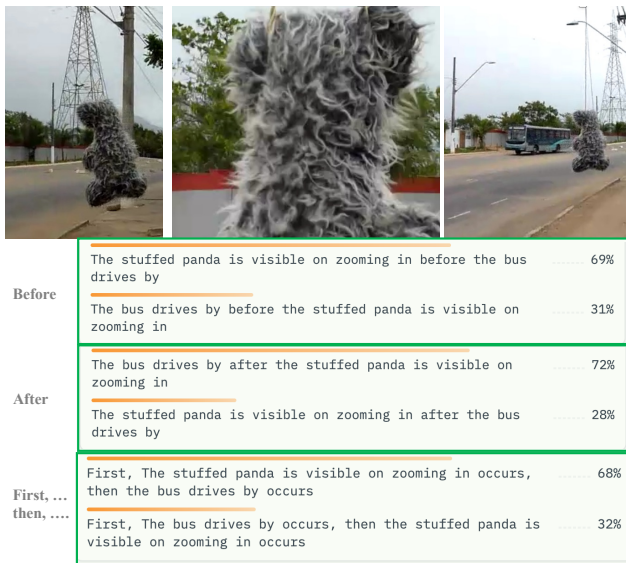 Before
The stuffed panda is visible on zooming in before the bus
drives by
69%
The bus drives by before the stuffed panda is visible on
zooming in
31%
After
The bus drives by after the stuffed panda is visible on
zooming in
72%
The stuffed panda is visible on zooming in after the bus
drives by
28%
First, …
then, ….
First, The stuffed panda is visible on zooming in occurs,
then the bus drives by occurs
68%
First, The bus drives by occurs, then the stuffed panda is
visible on zooming in occurs
32%